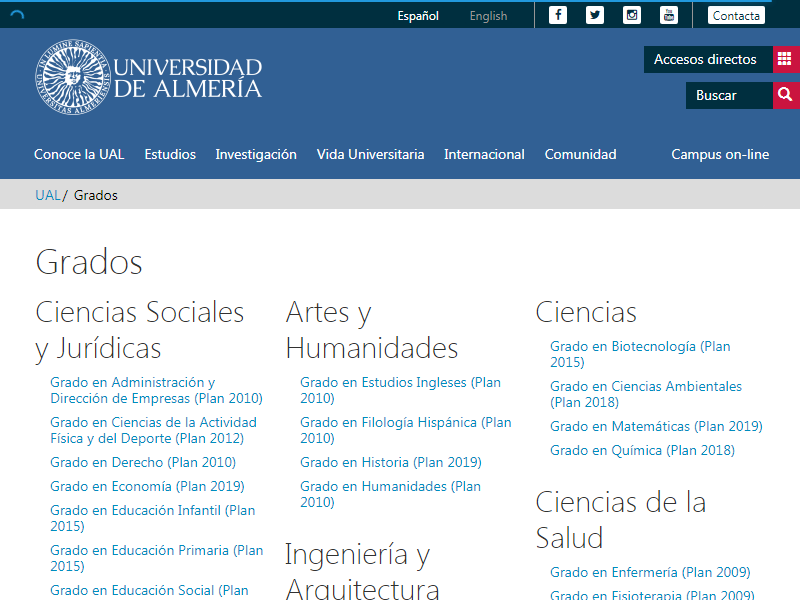 Español
English
Contacta
IN LUMINE SAPIENTIA
UNIVERSITAS ALMERIENSIS
UNIVERSIDAD
DE ALMERÍA
Accesos directos
Buscar
Conoce la UAL
Estudios
Investigación
Vida Universitaria
Internacional
Comunidad
Campus on-line
UAL/ Grados
Grados
Ciencias Sociales
y Jurídicas
Grado en Administración y
Dirección de Empresas (Plan 2010)
Grado en Ciencias de la Actividad
Física y del Deporte (Plan 2012)
Grado en Derecho (Plan 2010)
Grado en Economía (Plan 2019)
Grado en Educación Infantil (Plan
2015)
Grado en Educación Primaria (Plan
2015)
Grado en Educación Social (Plan
Artes y
Humanidades
Grado en Estudios Ingleses (Plan
2010)
Grado en Filología Hispánica (Plan
2010)
Grado en Historia (Plan 2019)
Grado en Humanidades (Plan
2010)
Ingeniería y
Arquitectura
Ciencias
Grado en Biotecnología (Plan
2015)
Grado en Ciencias Ambientales
(Plan 2018)
Grado en Matemáticas (Plan 2019)
Grado en Química (Plan 2018)
Ciencias de la
Salud
Grado en Enfermería (Plan 2009)
Grado en Fisioterapia (Plan 2009)